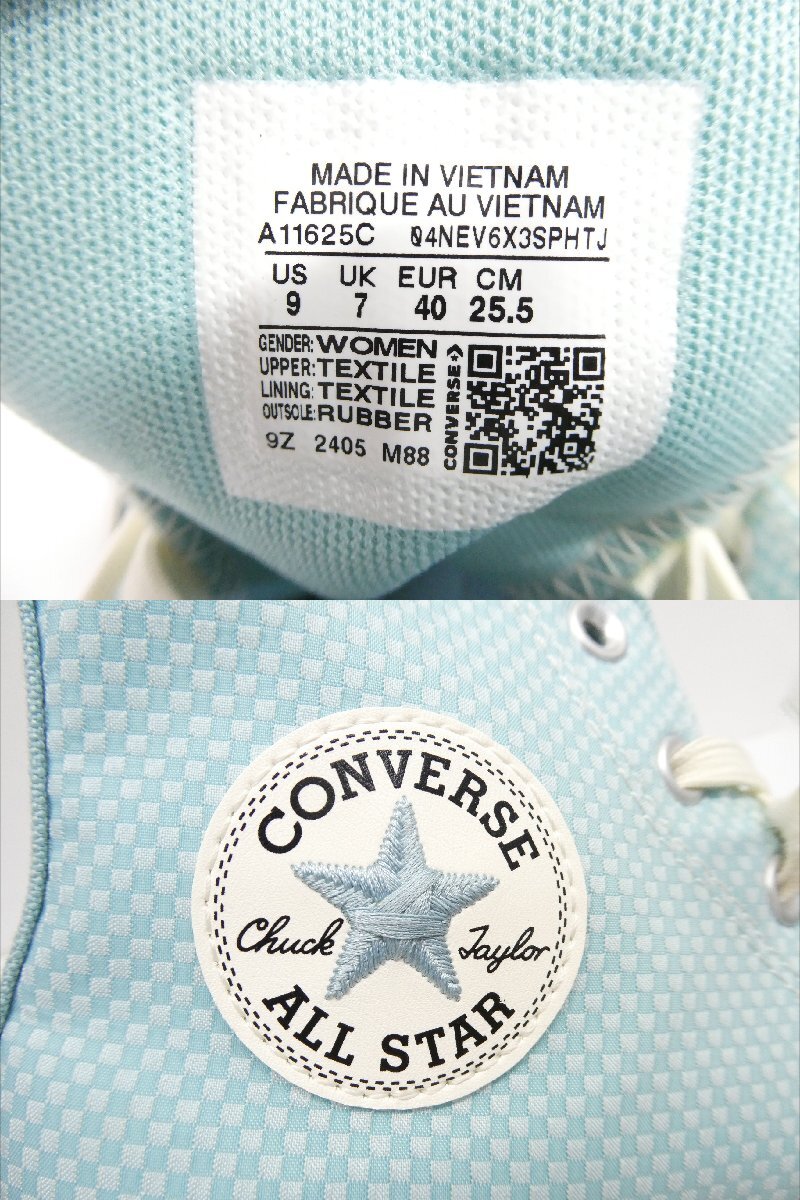 MADE IN VIETNAM
FABRIQUE AU VIETNAM
A11625C 04NEV6X3SPHTJ
US UK EUR CM
9 7 40 25.5
GENDER: WOMEN
UPPER: TEXTILE
LINING: TEXTILE
OUTSOLE: RUBBER
9Z 2405 M88
CONVERSE
CONVERSE
Chuck Taylor
ALL STAR